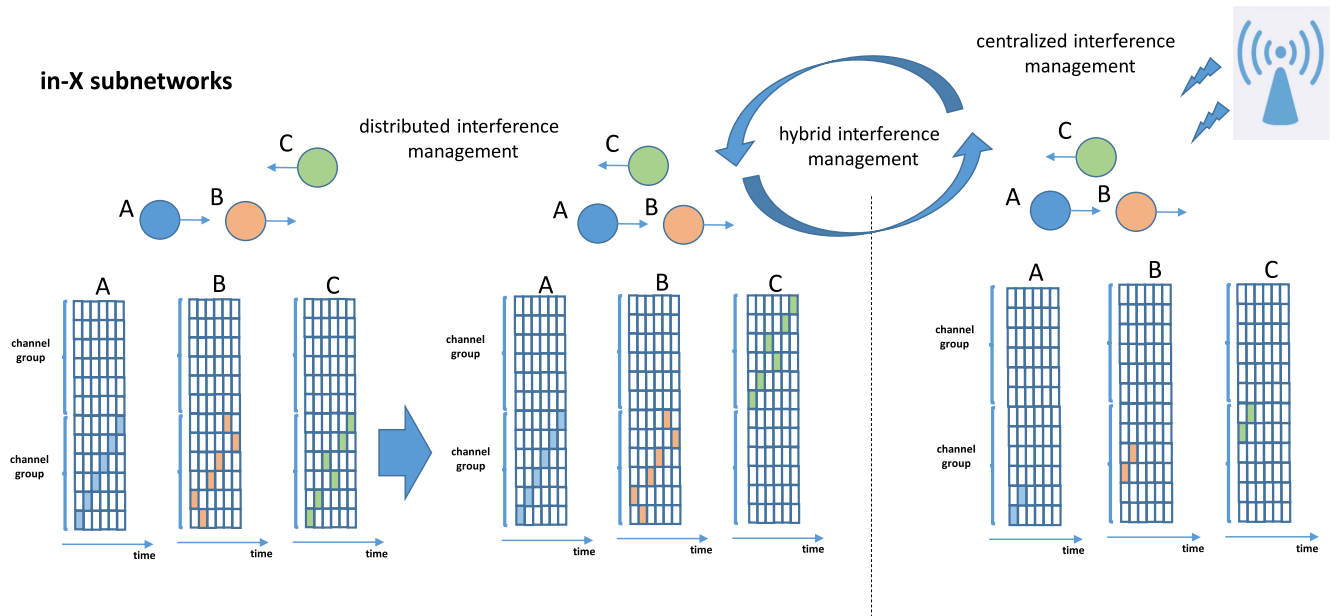 in-X subnetworks
distributed interference
management
hybrid interference
management
centralized interference
management
C
A
B
C
A
B
C
A
B
A
B
C
channel
group
channel
group
time
time
time
A
B
C
channel
group
channel
group
time
time
time
A
B
C
channel
group
channel
group
time
time
time